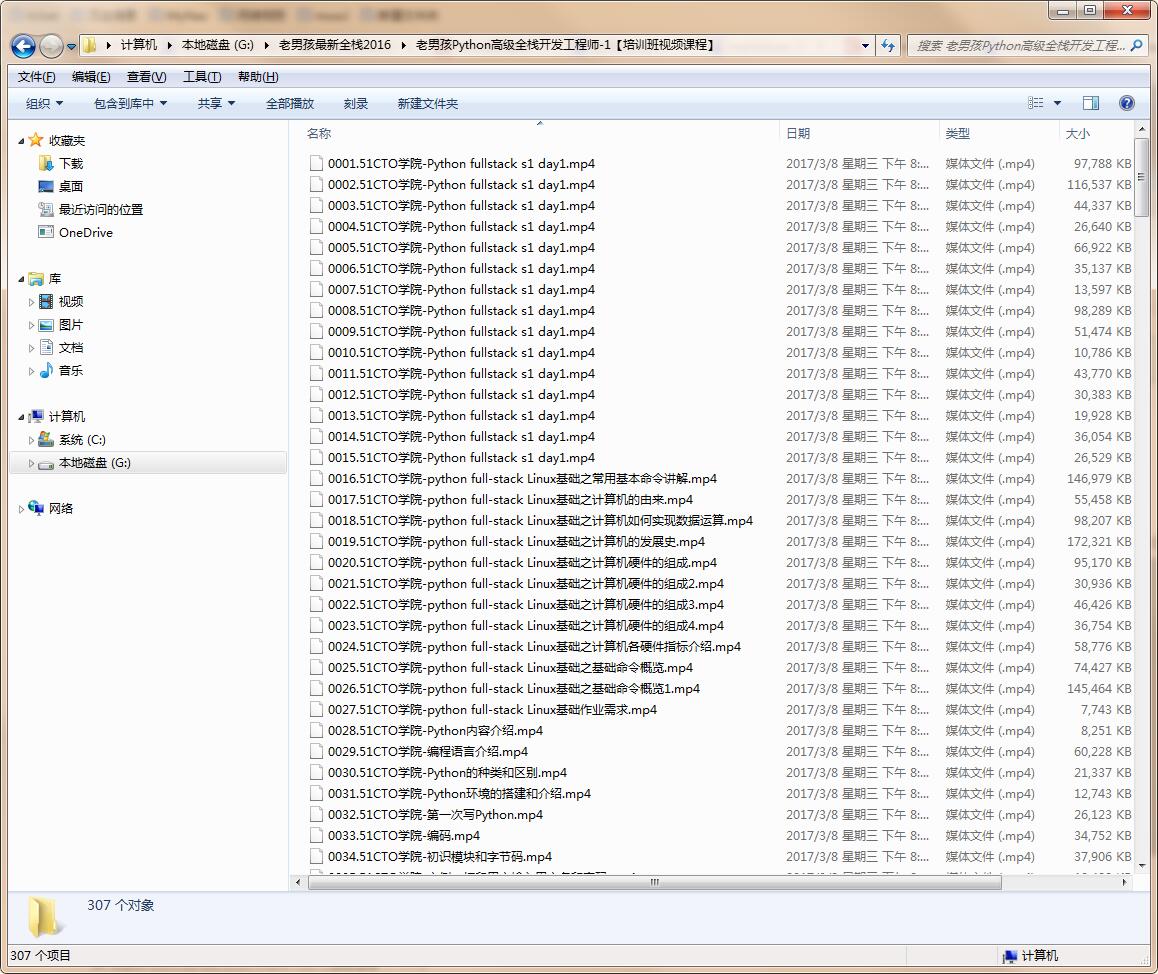 计算机 本地磁盘 (G:) 老男孩最新全栈2016 老男孩Python高级全栈开发工程师-1【培训班视频课程】 搜索 老男孩Python高级全栈开发工程...
文件(F) 编辑(E) 查看(V) 工具(T) 帮助(H)
组织 包含到库中 共享 全部播放 刻录 新建文件夹
收藏夹
下载
桌面
最近访问的位置
OneDrive
库
视频
图片
文档
音乐
计算机
系统 (C:)
本地磁盘 (G:)
网络
名称 日期 类型 大小
0001.51CTO学院-Python fullstack s1 day1.mp4 2017/3/8 星期三 下午 8:... 媒体文件 (.mp4) 97,788 KB
0002.51CTO学院-Python fullstack s1 day1.mp4 2017/3/8 星期三 下午 8:... 媒体文件 (.mp4) 116,537 KB
0003.51CTO学院-Python fullstack s1 day1.mp4 2017/3/8 星期三 下午 8:... 媒体文件 (.mp4) 44,337 KB
0004.51CTO学院-Python fullstack s1 day1.mp4 2017/3/8 星期三 下午 8:... 媒体文件 (.mp4) 26,640 KB
0005.51CTO学院-Python fullstack s1 day1.mp4 2017/3/8 星期三 下午 8:... 媒体文件 (.mp4) 66,922 KB
0006.51CTO学院-Python fullstack s1 day1.mp4 2017/3/8 星期三 下午 8:... 媒体文件 (.mp4) 35,137 KB
0007.51CTO学院-Python fullstack s1 day1.mp4 2017/3/8 星期三 下午 8:... 媒体文件 (.mp4) 13,597 KB
0008.51CTO学院-Python fullstack s1 day1.mp4 2017/3/8 星期三 下午 8:... 媒体文件 (.mp4) 98,289 KB
0009.51CTO学院-Python fullstack s1 day1.mp4 2017/3/8 星期三 下午 8:... 媒体文件 (.mp4) 51,474 KB
0010.51CTO学院-Python fullstack s1 day1.mp4 2017/3/8 星期三 下午 8:... 媒体文件 (.mp4) 10,786 KB
0011.51CTO学院-Python fullstack s1 day1.mp4 2017/3/8 星期三 下午 8:... 媒体文件 (.mp4) 43,770 KB
0012.51CTO学院-Python fullstack s1 day1.mp4 2017/3/8 星期三 下午 8:... 媒体文件 (.mp4) 30,383 KB
0013.51CTO学院-Python fullstack s1 day1.mp4 2017/3/8 星期三 下午 8:... 媒体文件 (.mp4) 19,928 KB
0014.51CTO学院-Python fullstack s1 day1.mp4 2017/3/8 星期三 下午 8:... 媒体文件 (.mp4) 36,054 KB
0015.51CTO学院-Python fullstack s1 day1.mp4 2017/3/8 星期三 下午 8:... 媒体文件 (.mp4) 26,529 KB
0016.51CTO学院-python full-stack Linux基础之常用基本命令讲解.mp4 2017/3/8 星期三 下午 8:... 媒体文件 (.mp4) 146,979 KB
0017.51CTO学院-python full-stack Linux基础之计算机的由来.mp4 2017/3/8 星期三 下午 8:... 媒体文件 (.mp4) 55,458 KB
0018.51CTO学院-python full-stack Linux基础之计算机如何实现数据运算.mp4 2017/3/8 星期三 下午 8:... 媒体文件 (.mp4) 98,207 KB
0019.51CTO学院-python full-stack Linux基础之计算机的发展史.mp4 2017/3/8 星期三 下午 8:... 媒体文件 (.mp4) 172,321 KB
0020.51CTO学院-python full-stack Linux基础之计算机硬件的组成.mp4 2017/3/8 星期三 下午 8:... 媒体文件 (.mp4) 95,170 KB
0021.51CTO学院-python full-stack Linux基础之计算机硬件的组成2.mp4 2017/3/8 星期三 下午 8:... 媒体文件 (.mp4) 30,936 KB
0022.51CTO学院-python full-stack Linux基础之计算机硬件的组成3.mp4 2017/3/8 星期三 下午 8:... 媒体文件 (.mp4) 46,426 KB
0023.51CTO学院-python full-stack Linux基础之计算机硬件的组成4.mp4 2017/3/8 星期三 下午 8:... 媒体文件 (.mp4) 36,754 KB
0024.51CTO学院-python full-stack Linux基础之计算机各硬件指标介绍.mp4 2017/3/8 星期三 下午 8:... 媒体文件 (.mp4) 58,776 KB
0025.51CTO学院-python full-stack Linux基础之基础命令概览.mp4 2017/3/8 星期三 下午 8:... 媒体文件 (.mp4) 74,427 KB
0026.51CTO学院-python full-stack Linux基础之基础命令概览1.mp4 2017/3/8 星期三 下午 8:... 媒体文件 (.mp4) 145,464 KB
0027.51CTO学院-python full-stack Linux基础作业需求.mp4 2017/3/8 星期三 下午 8:... 媒体文件 (.mp4) 7,743 KB
0028.51CTO学院-Python内容介绍.mp4 2017/3/8 星期三 下午 8:... 媒体文件 (.mp4) 8,251 KB
0029.51CTO学院-编程语言介绍.mp4 2017/3/8 星期三 下午 8:... 媒体文件 (.mp4) 60,228 KB
0030.51CTO学院-Python的种类和区别.mp4 2017/3/8 星期三 下午 8:... 媒体文件 (.mp4) 21,337 KB
0031.51CTO学院-Python环境的搭建和介绍.mp4 2017/3/8 星期三 下午 8:... 媒体文件 (.mp4) 12,743 KB
0032.51CTO学院-第一次写Python.mp4 2017/3/8 星期三 下午 8:... 媒体文件 (.mp4) 26,123 KB
0033.51CTO学院-编码.mp4 2017/3/8 星期三 下午 8:... 媒体文件 (.mp4) 34,752 KB
0034.51CTO学院-初识模块和字节码.mp4 2017/3/8 星期三 下午 8:... 媒体文件 (.mp4) 37,906 KB
307 个对象
307 个项目 计算机